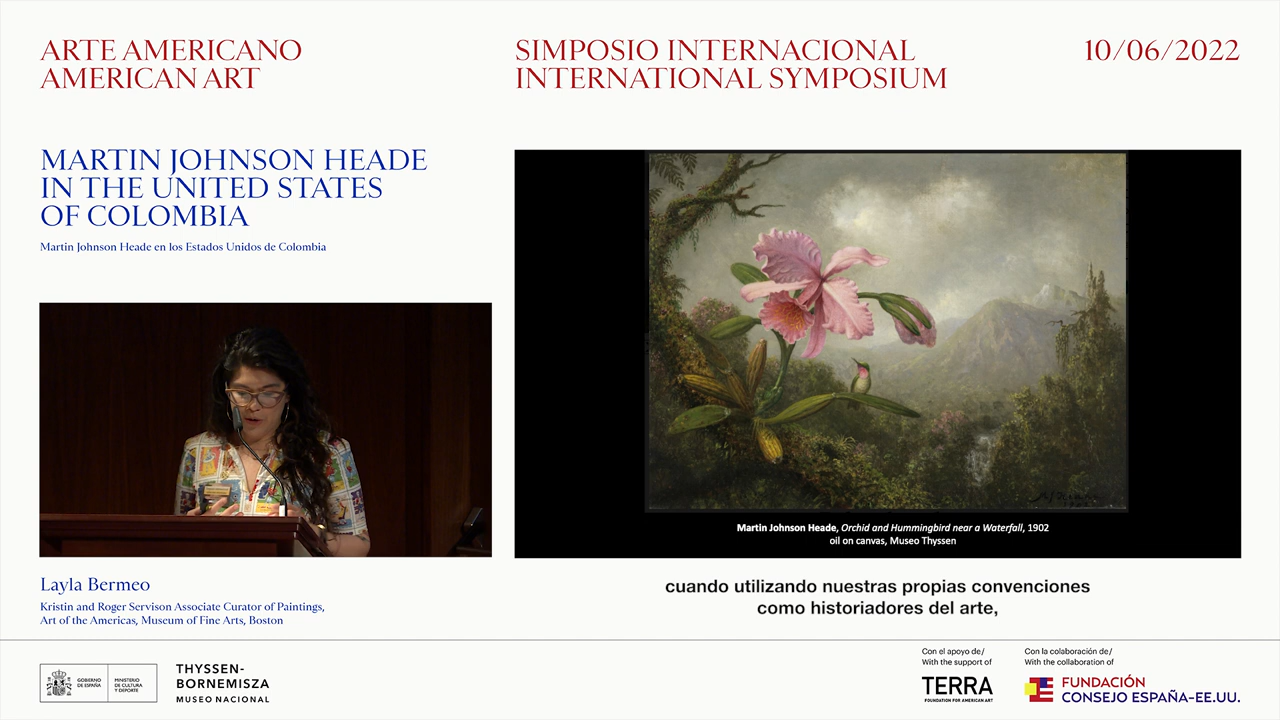 ARTE AMERICANO
AMERICAN ART
SIMPOSIO INTERNACIONAL
INTERNATIONAL SYMPOSIUM
10/06/2022
MARTIN JOHNSON HEADE
IN THE UNITED STATES
OF COLOMBIA
Martin Johnson Heade en los Estados Unidos de Colombia
Martin Johnson Heade, Orchid and Hummingbird near a Waterfall, 1902
oil on canvas, Museo Thyssen
Layla Bermeo
Kristin and Roger Servison Associate Curator of Paintings,
Art of the Americas, Museum of Fine Arts, Boston
cuando utilizando nuestras propias convenciones
como historiadores del arte,
GOBIERNO
DE ESPAÑA
MINISTERIO
DE CULTURA
Y DEPORTE
THYSSEN-
BORNEMISZA
MUSEO NACIONAL
Con el apoyo de/
With the support of
TERRA
FOUNDATION FOR AMERICAN ART
Con la colaboración de/
With the collaboration of
FUNDACIÓN
CONSEJO ESPAÑA-EE.UU.